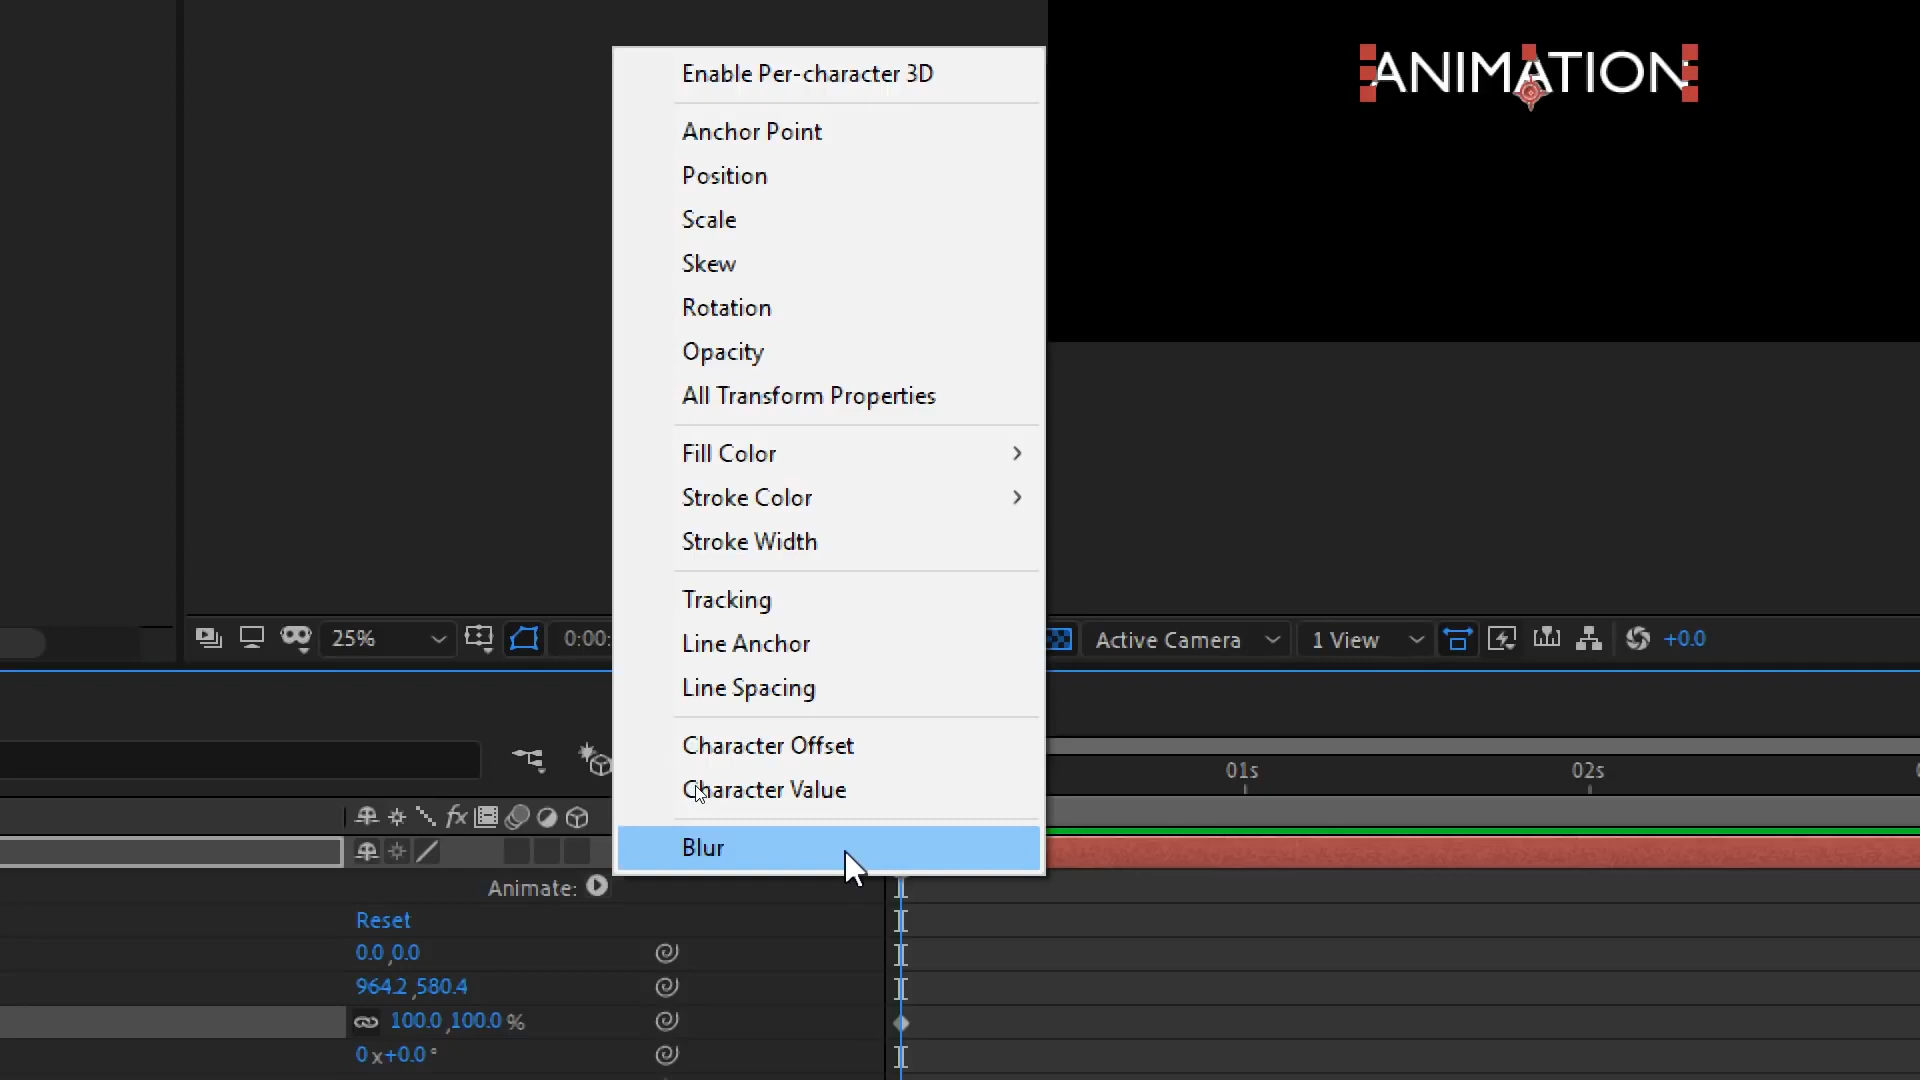 Enable Per-character 3D
Anchor Point
Position
Scale
Skew
Rotation
Opacity
All Transform Properties
Fill Color
Stroke Color
Stroke Width
Tracking
Line Anchor
Line Spacing
Character Offset
Character Value
Blur
ANIMATION
25%
0:00:
Active Camera
1 View
+0.0
01s
02s
fx
Animate:
Reset
0.0,0.0
964.2,580.4
100.0,100.0%
0x+0.0°